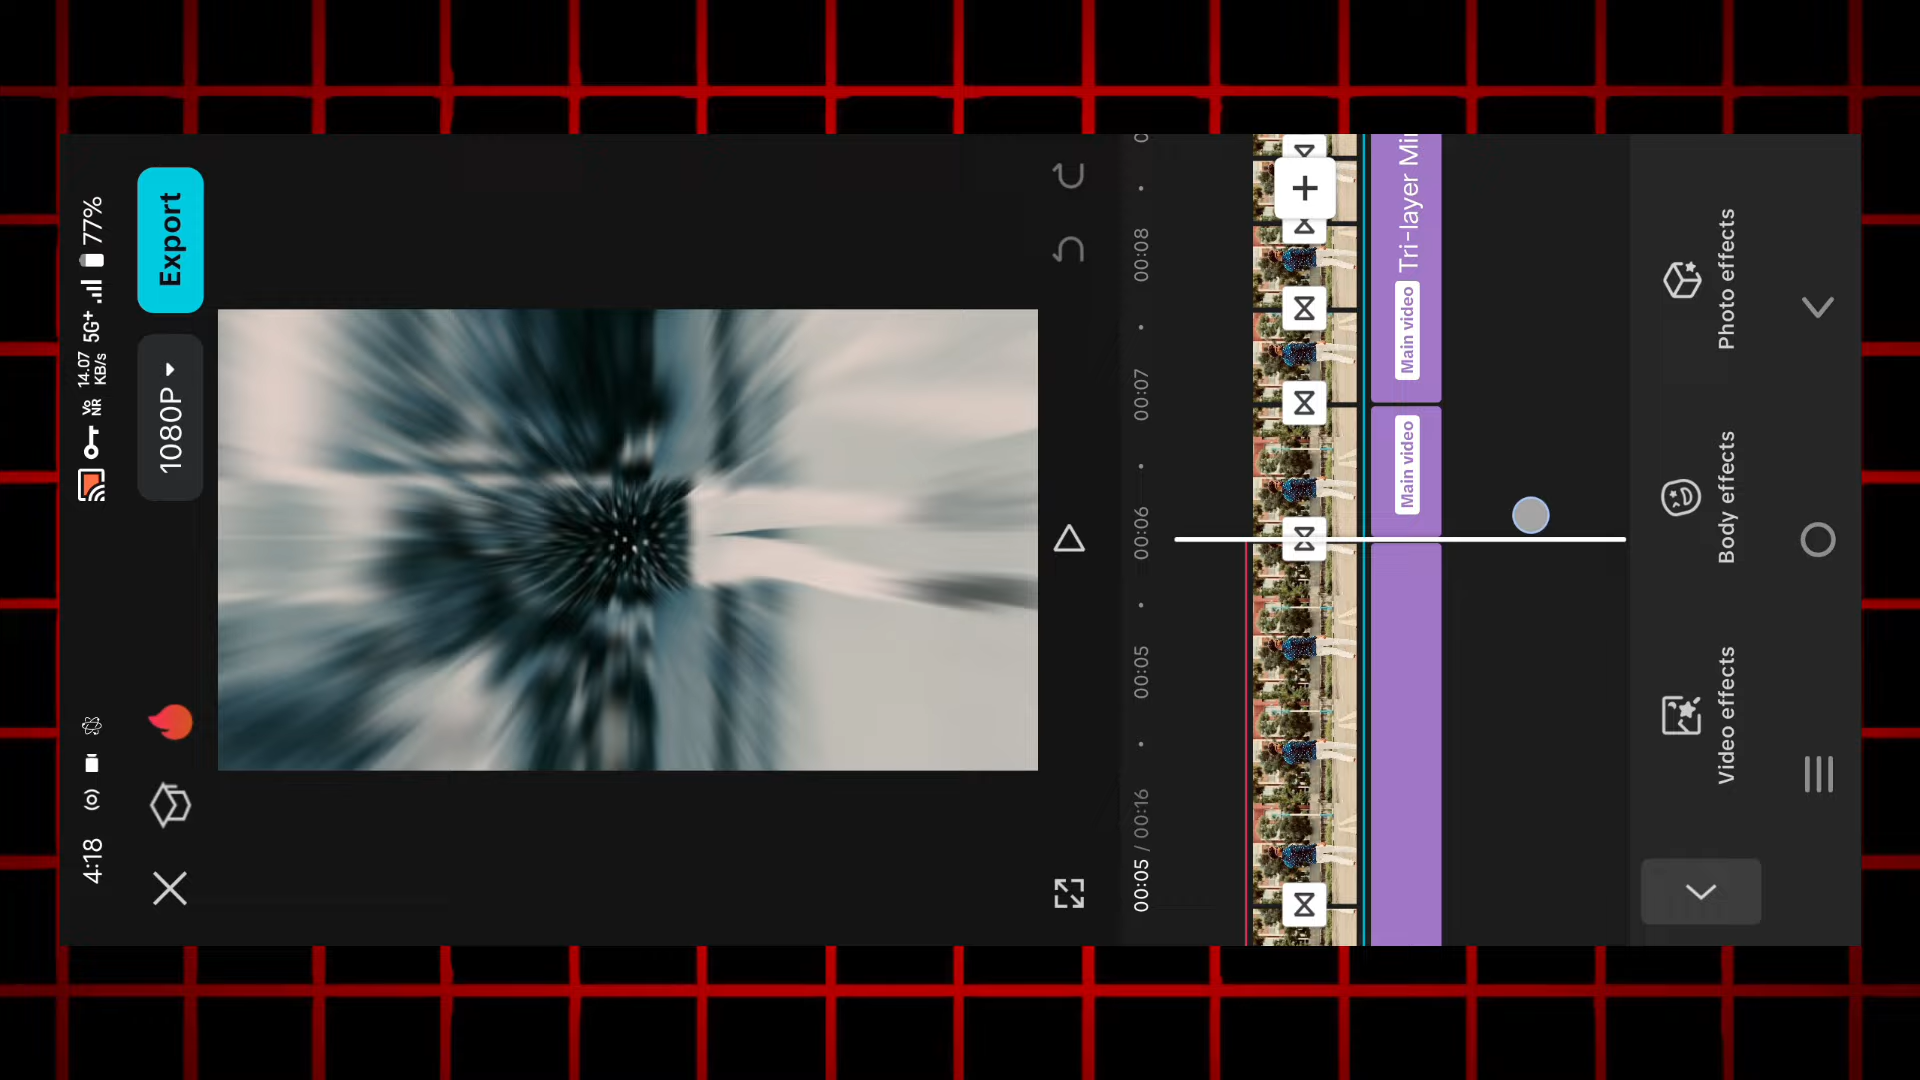 4:18
14.07
KB/s
Vo
NR
5G+
77%
1080P
Export
00:05 / 00:16
00:05
00:06
00:07
00:08
Main video
Main video
Tri-layer Mi
Video effects
Body effects
Photo effects